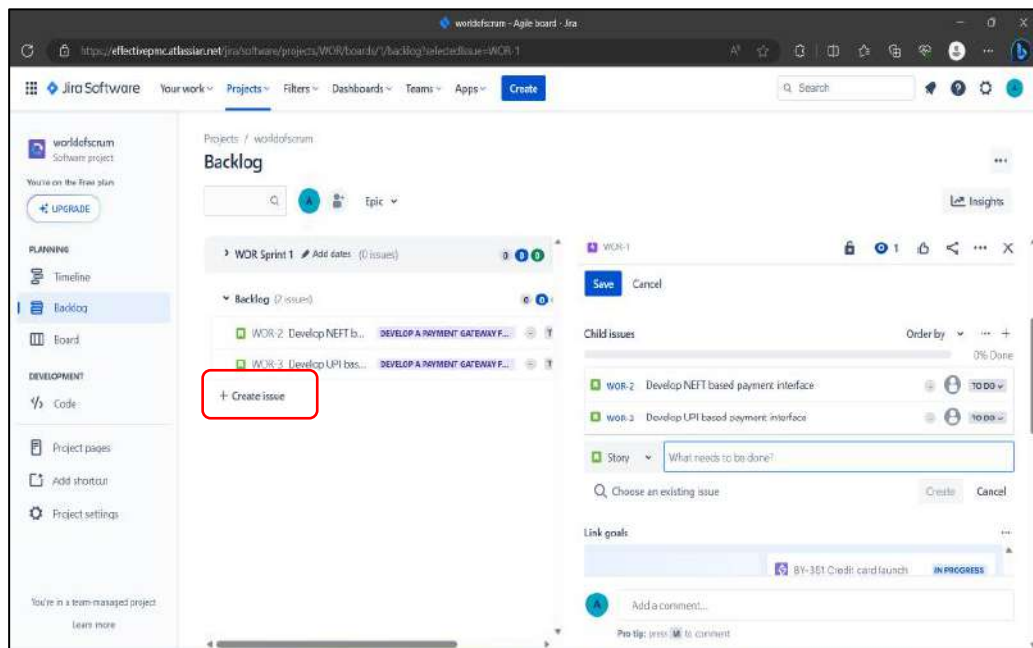 worldofscrum - Agile board - Jira
https://effectivepmc.atlassian.net/jira/software/projects/WOR/boards/1/backlog?selectedIssue=WOR-1
Jira Software Your work Projects Filters Dashboards Teams Apps Create Search
worldofscrum
Software project
You're on the Free plan
UPGRADE
PLANNING
Timeline
Backlog
Board
DEVELOPMENT
Code
Project pages
Add shortcut
Project settings
You're in a team-managed project
Learn more
Projects / worldofscrum
Backlog
A Epic
Insights
WOR Sprint 1 Add dates (0 issues) 0 0 0
Backlog (2 issues) 0 0
WOR-2 Develop NEFT b... DEVELOP A PAYMENT GATEWAY F... - T
WOR-3 Develop UPI bas... DEVELOP A PAYMENT GATEWAY F... - T
+ Create issue
WOR-1 1
Save Cancel
Child issues Order by
0% Done
WOR-2 Develop NEFT based payment interface - TO DO
WOR-3 Develop UPI based payment interface - TO DO
Story What needs to be done?
Choose an existing issue Create Cancel
Link goals
BY-351 Credit card launch IN PROGRESS
A Add a comment...
Pro tip: press M to comment